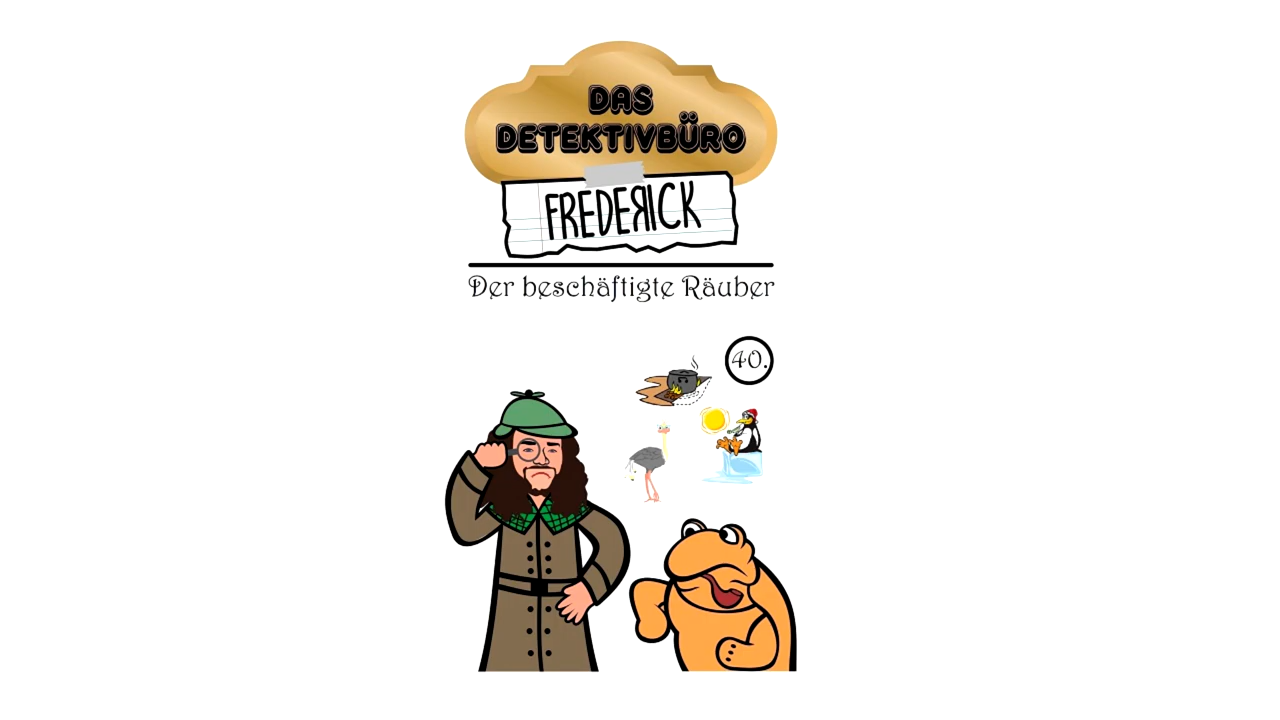 DAS
DETEKTIVBÜRO
FREDERICK
Der beschäftigte Räuber
40.